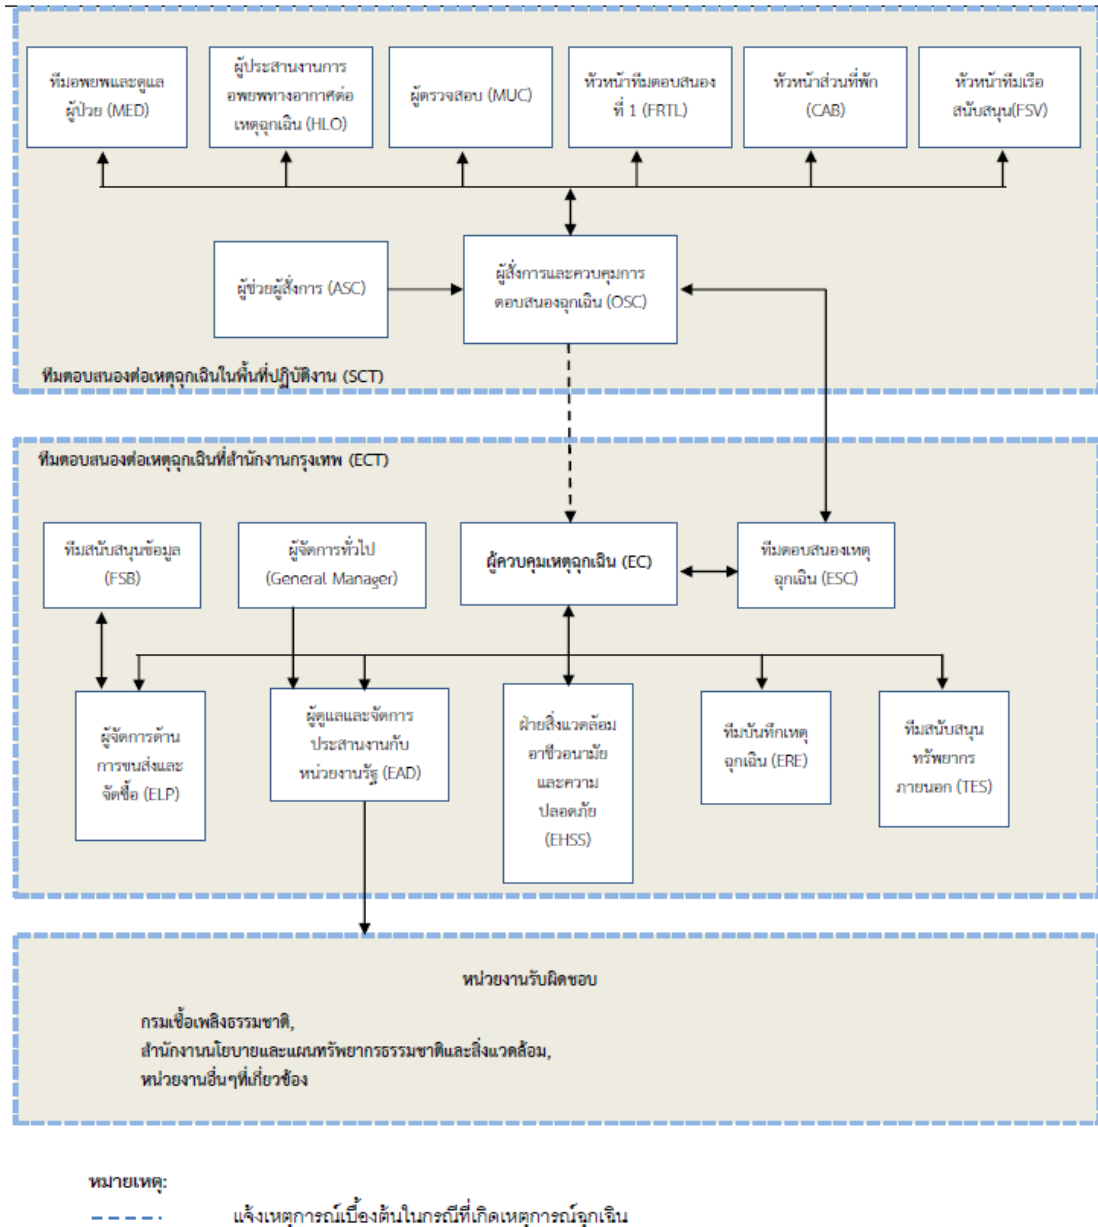 ทีมอพยพและดูแล
ผู้ป่วย (MED)
ผู้ประสานงานการ
อพยพทางอากาศต่อ
เหตุฉุกเฉิน (HLO)
ผู้ตรวจสอบ (MUC)
หัวหน้าทีมตอบสนอง
ที่ 1 (FRTL)
หัวหน้าส่วนที่พัก
(CAB)
หัวหน้าทีมเรือ
สนับสนุน(FSV)
ผู้ช่วยผู้สั่งการ (ASC)
ผู้สั่งการและควบคุมการ
ตอบสนองฉุกเฉิน (OSC)
ทีมตอบสนองต่อเหตุฉุกเฉินในพื้นที่ปฏิบัติงาน (SCT)
ทีมตอบสนองต่อเหตุฉุกเฉินที่สำนักงานกรุงเทพ (ECT)
ทีมสนับสนุนข้อมูล
(FSB)
ผู้จัดการทั่วไป
(General Manager)
ผู้ควบคุมเหตุฉุกเฉิน (EC)
ทีมตอบสนองเหตุ
ฉุกเฉิน (ESC)
ผู้จัดการด้าน
การขนส่งและ
จัดซื้อ (ELP)
ผู้ดูแลและจัดการ
ประสานงานกับ
หน่วยงานรัฐ (EAD)
ฝ่ายสิ่งแวดล้อม
อาชีวอนามัย
และความ
ปลอดภัย
(EHSS)
ทีมบันทึกเหตุ
ฉุกเฉิน (ERE)
ทีมสนับสนุน
ทรัพยากร
ภายนอก (TES)
หน่วยงานรับผิดชอบ
กรมเชื้อเพลิงธรรมชาติ,
สำนักงานนโยบายและแผนทรัพยากรธรรมชาติและสิ่งแวดล้อม,
หน่วยงานอื่นๆที่เกี่ยวข้อง
หมายเหตุ:
แจ้งเหตุการณ์เบื้องต้นในกรณีที่เกิดเหตุการณ์ฉุกเฉิน